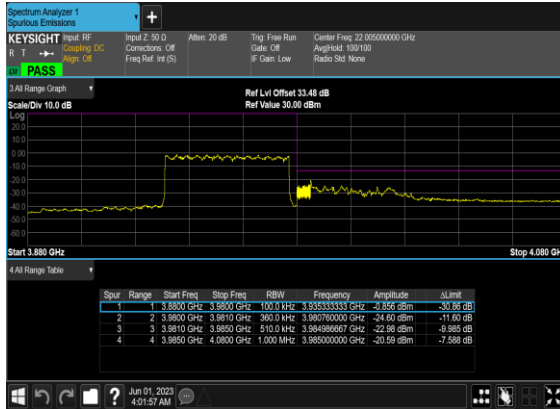 Spectrum Analyzer 1
Spurious Emissions
KEYSIGHT Input: RF Input Z: 50 Ω Atten: 20 dB Trig: Free Run Center Freq: 22.005000000 GHz
R T Coupling: DC Corrections: Off Gate: Off Avg|Hold: 100/100
Align: Off Freq Ref: Int (S) IF Gain: Low Radio Std: None
PASS
3 All Range Graph
Ref Lvl Offset 33.48 dB
Scale/Div 10.0 dB Ref Value 30.00 dBm
Log
20.0
10.0
0.00
-10.0
-20.0
-30.0
-40.0
-50.0
-60.0
Start 3.880 GHz Stop 4.080 GH
4 All Range Table
Spur Range Start Freq Stop Freq RBW Frequency Amplitude ΔLimit
1 1 3.8800 GHz 3.9800 GHz 100.0 kHz 3.935333333 GHz -0.856 dBm -30.86 dB
2 2 3.9800 GHz 3.9810 GHz 360.0 kHz 3.980760000 GHz -24.60 dBm -11.60 dB
3 3 3.9810 GHz 3.9850 GHz 510.0 kHz 3.984986667 GHz -22.98 dBm -9.985 dB
4 4 3.9850 GHz 4.0800 GHz 1.000 MHz 3.985000000 GHz -20.59 dBm -7.588 dB
Jun 01, 2023
4:01:57 AM